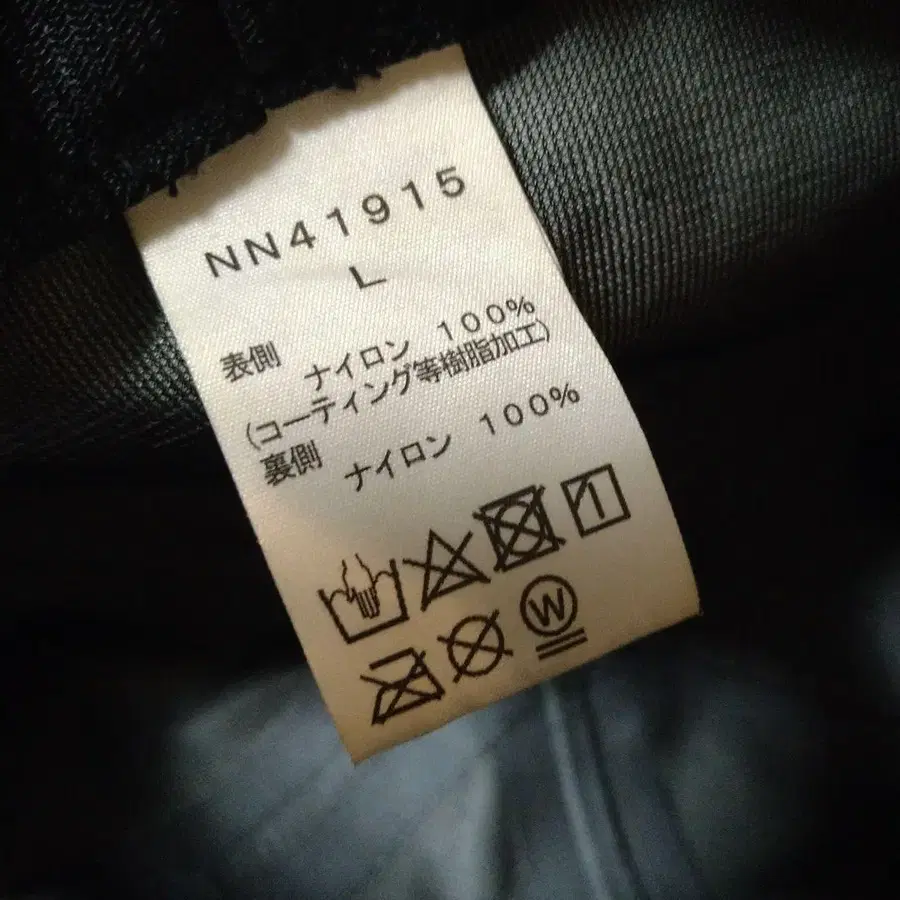 NN41915
L
表側 ナイロン 100%
(コーティング等樹脂加工)
裏側 ナイロン 100%
W